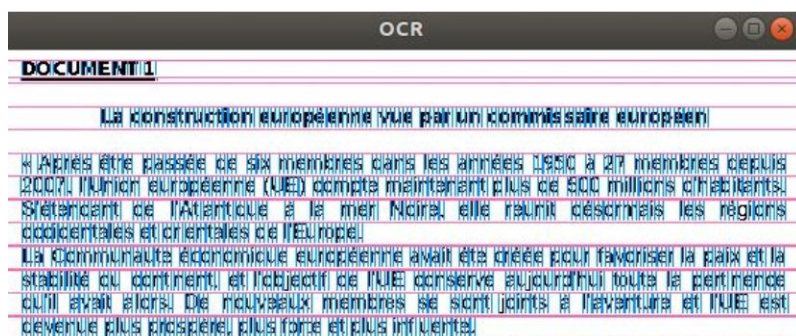 OCR
DOCUMENT 1
La construction européenne vue par un commissaire européen
« Après être passée de six membres dans les années 1950 à 27 membres depuis
2007, l'Union européenne (UE) compte maintenant plus de 500 millions d'habitants.
S'étendant de l'Atlantique à la mer Noire, elle réunit désormais les régions
occidentales et orientales de l'Europe.
La Communauté économique européenne avait été créée pour favoriser la paix et la
stabilité du continent, et l'objectif de l'UE conserve aujourd'hui toute la pertinence
qu'il avait alors. De nouveaux membres se sont joints à l'aventure et l'UE est
devenue plus prospère, plus forte et plus influente.